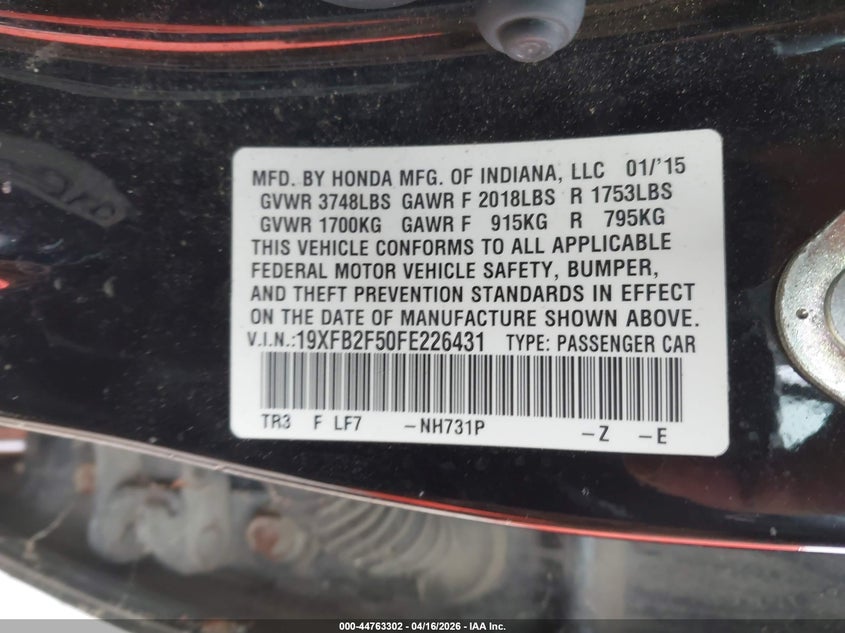 MFD. BY HONDA MFG. OF INDIANA, LLC 01/'15
GVWR 3748LBS GAWR F 2018LBS R 1753LBS
GVWR 1700KG GAWR F 915KG R 795KG
THIS VEHICLE CONFORMS TO ALL APPLICABLE
FEDERAL MOTOR VEHICLE SAFETY, BUMPER,
AND THEFT PREVENTION STANDARDS IN EFFECT
ON THE DATE OF MANUFACTURE SHOWN ABOVE.
V.I.N.:19XFB2F50FE226431 TYPE: PASSENGER CAR
TR3 F LF7 -NH731P -Z -E
000-44763302 - 04/16/2026 - IAA Inc.